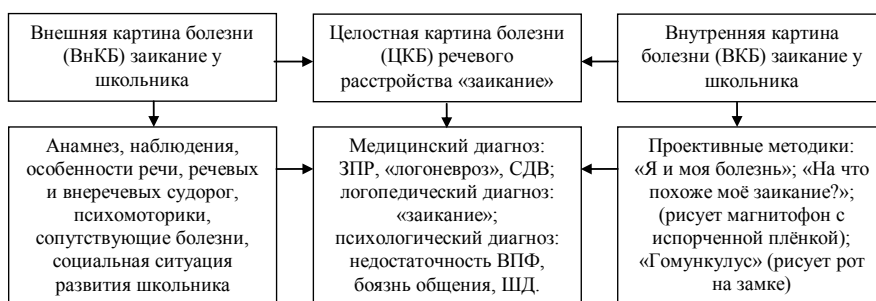 Внешняя картина болезни
(ВнКБ) заикание у
школьника
Целостная картина болезни
(ЦКБ) речевого
расстройства «заикание»
Внутренняя картина
болезни (ВКБ) заикание у
школьника
Анамнез, наблюдения,
особенности речи, речевых
и внеречевых судорог,
психомоторики,
сопутствующие болезни,
социальная ситуация
развития школьника
Медицинский диагноз:
ЗПР, «логоневроз», СДВ;
логопедический диагноз:
«заикание»;
психологический диагноз:
недостаточность ВПФ,
боязнь общения, ШД.
Проективные методики:
«Я и моя болезнь»; «На что
похоже моё заикание?»;
(рисует магнитофон с
испорченной плёнкой);
«Гомункулус» (рисует рот
на замке)